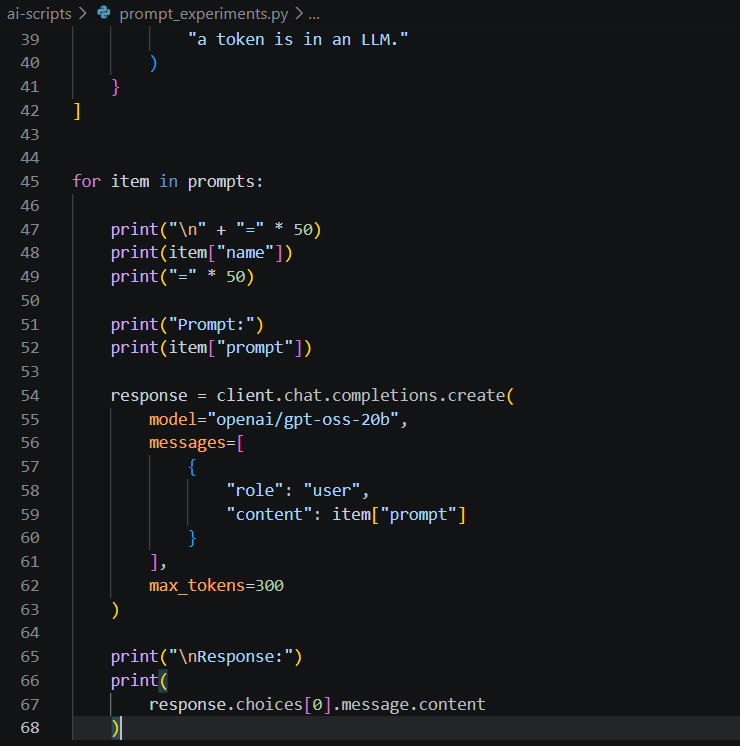 ai-scripts > prompt_experiments.py > ...
39 "a token is in an LLM."
40 )
41 }
42 ]
43
44
45 for item in prompts:
46
47 print("\n" + "=" * 50)
48 print(item["name"])
49 print("=" * 50)
50
51 print("Prompt:")
52 print(item["prompt"])
53
54 response = client.chat.completions.create(
55 model="openai/gpt-oss-20b",
56 messages=[
57 {
58 "role": "user",
59 "content": item["prompt"]
60 }
61 ],
62 max_tokens=300
63 )
64
65 print("\nResponse:")
66 print(
67 response.choices[0].message.content
68 )